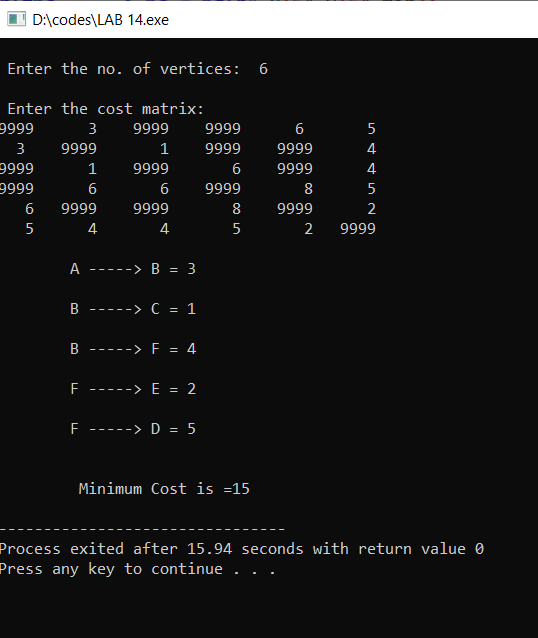 D:\codes\LAB 14.exe
Enter the no. of vertices:  6
Enter the cost matrix:
9999      3    9999    9999      6       5
3    9999       1    9999    9999      4
9999      1    9999       6    9999      4
9999      6       6    9999       8      5
6    9999    9999       8    9999      2
5       4       4       5       2   9999
A -----> B = 3
B -----> C = 1
B -----> F = 4
F -----> E = 2
F -----> D = 5
Minimum Cost is =15
--------------------------------
Process exited after 15.94 seconds with return value 0
Press any key to continue . . .